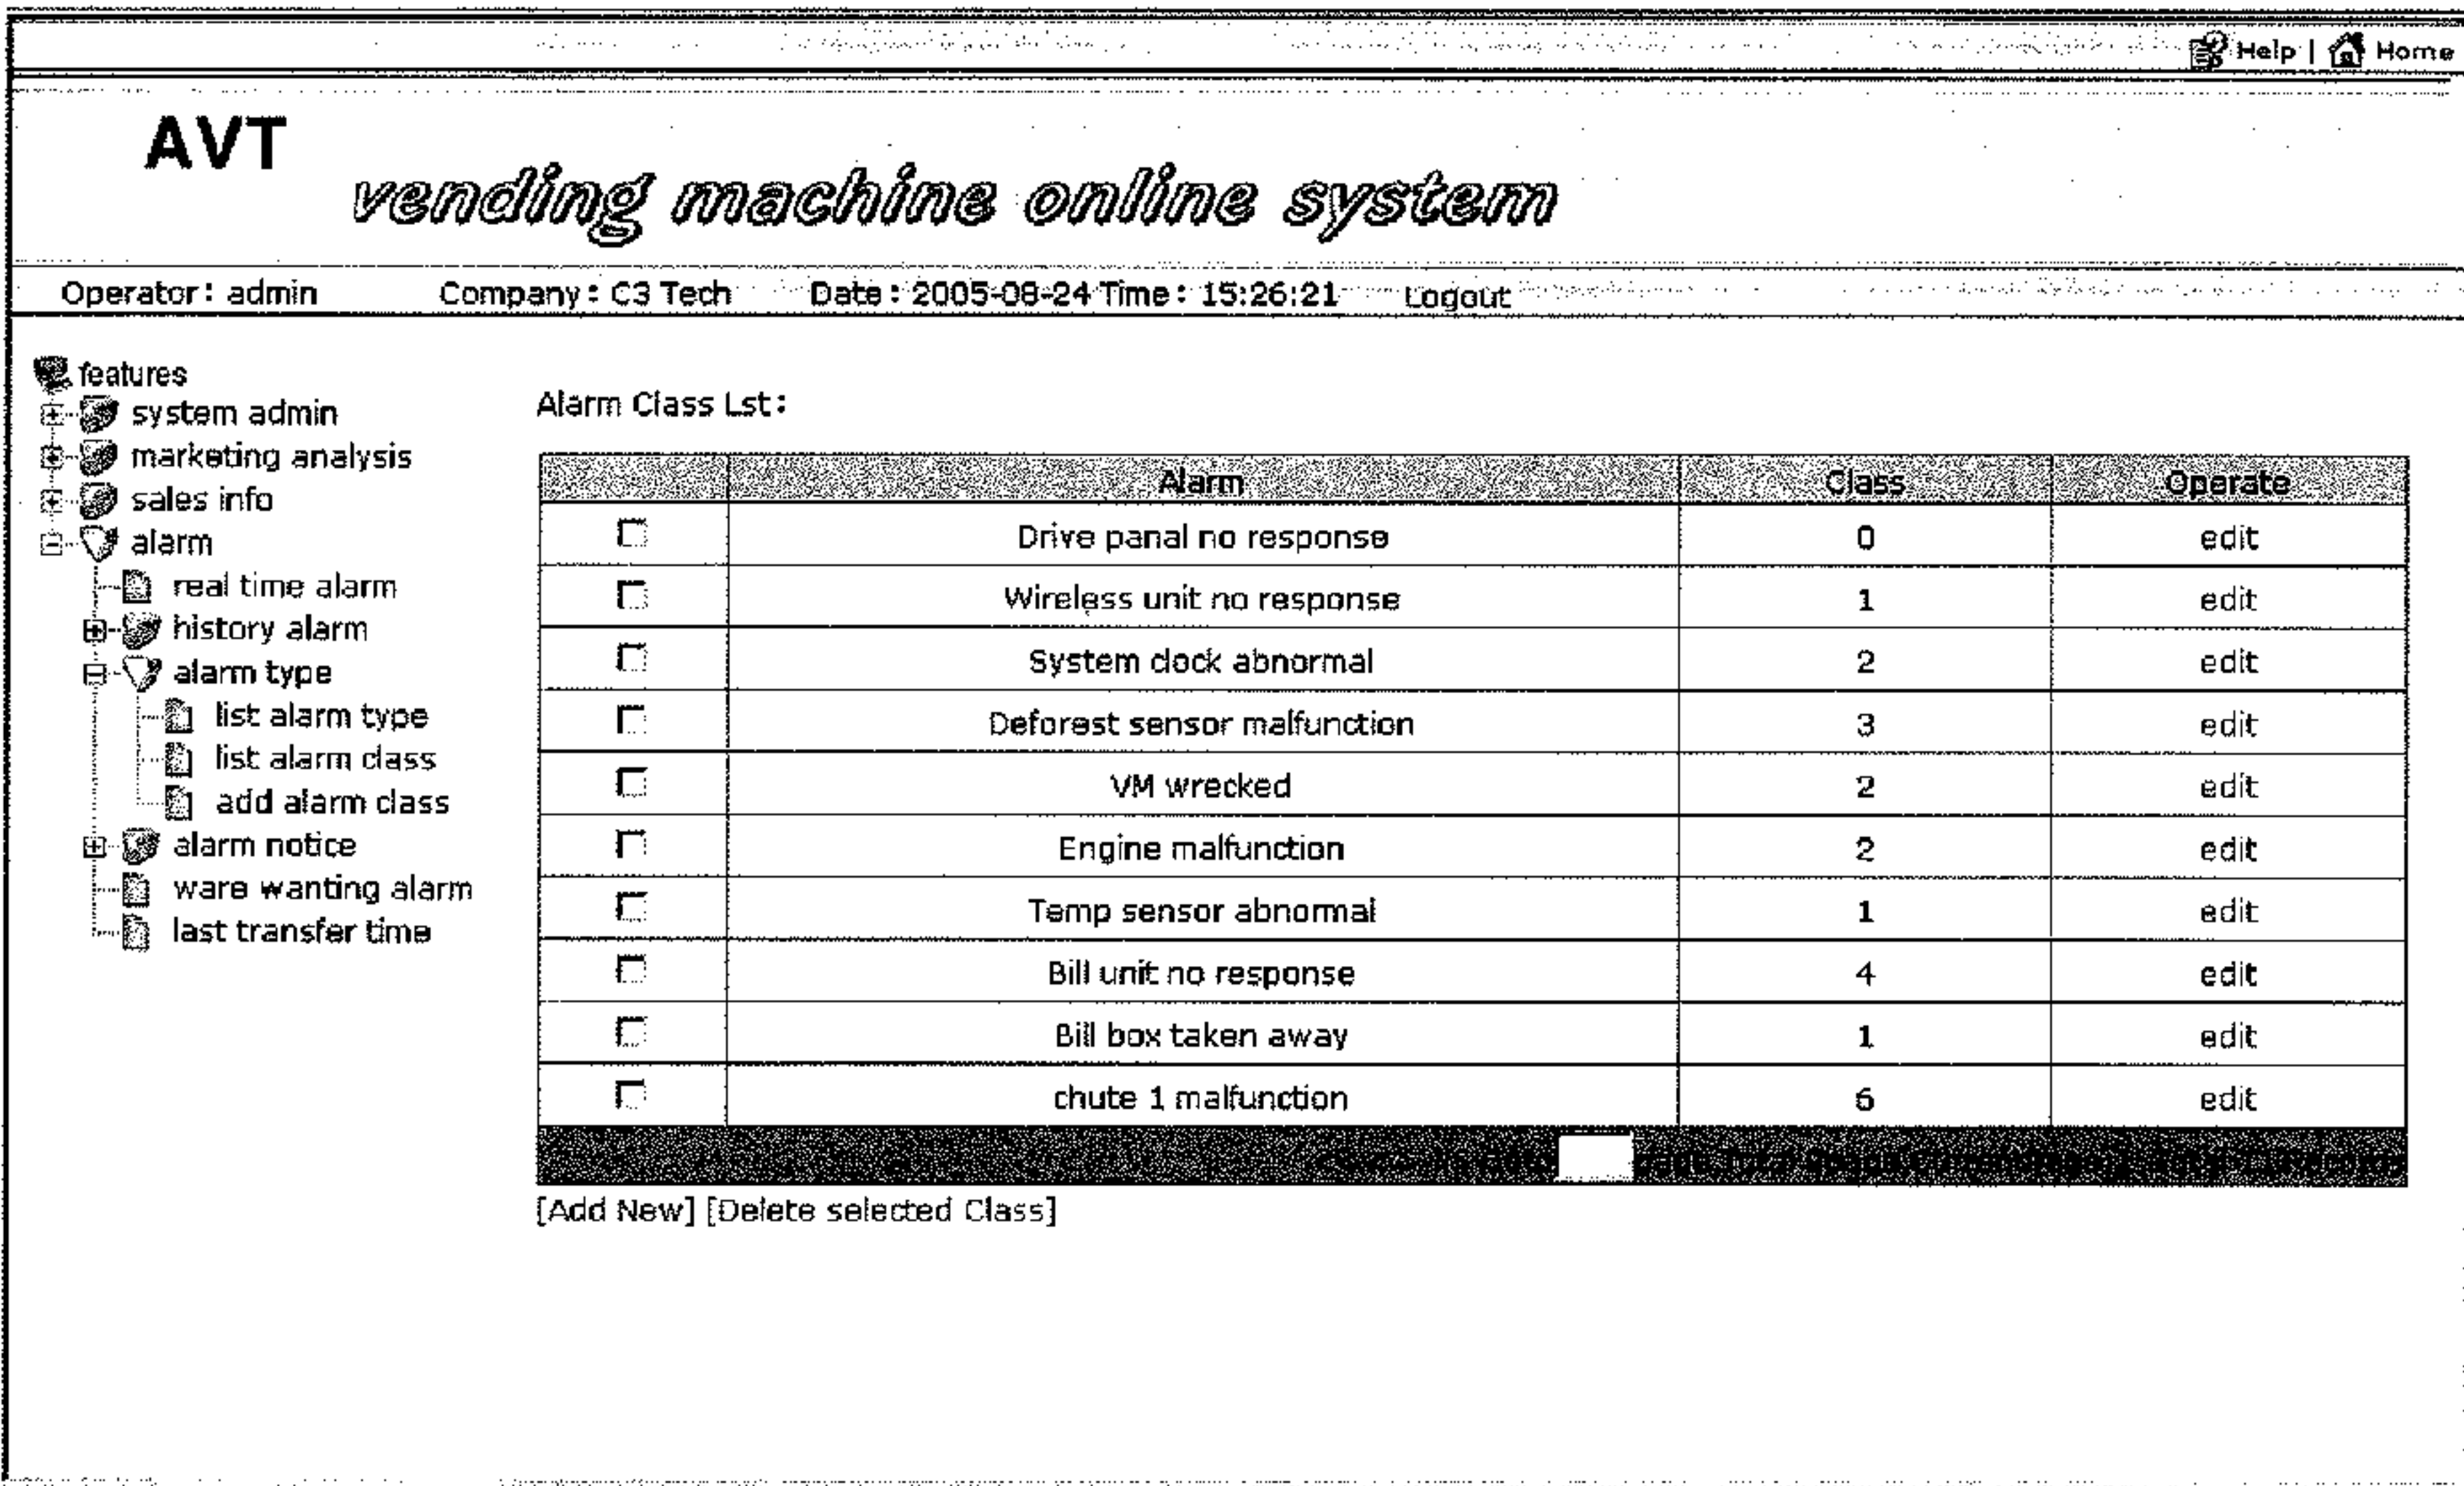 Help | Home
AVT
vending machine online system
Operator: admin Company: C3 Tech Date: 2005-08-24 Time: 15:26:21 Logout
features
system admin
marketing analysis
sales info
alarm
real time alarm
history alarm
alarm type
list alarm type
list alarm class
add alarm class
alarm notice
ware wanting alarm
last transfer time
Alarm Class Lst:
Alarm Class Operate
Drive panal no response 0 edit
Wireless unit no response 1 edit
System clock abnormal 2 edit
Deforest sensor malfunction 3 edit
VM wrecked 2 edit
Engine malfunction 2 edit
Temp sensor abnormal 1 edit
Bill unit no response 4 edit
Bill box taken away 1 edit
chute 1 malfunction 6 edit
[Add New] [Delete selected Class]